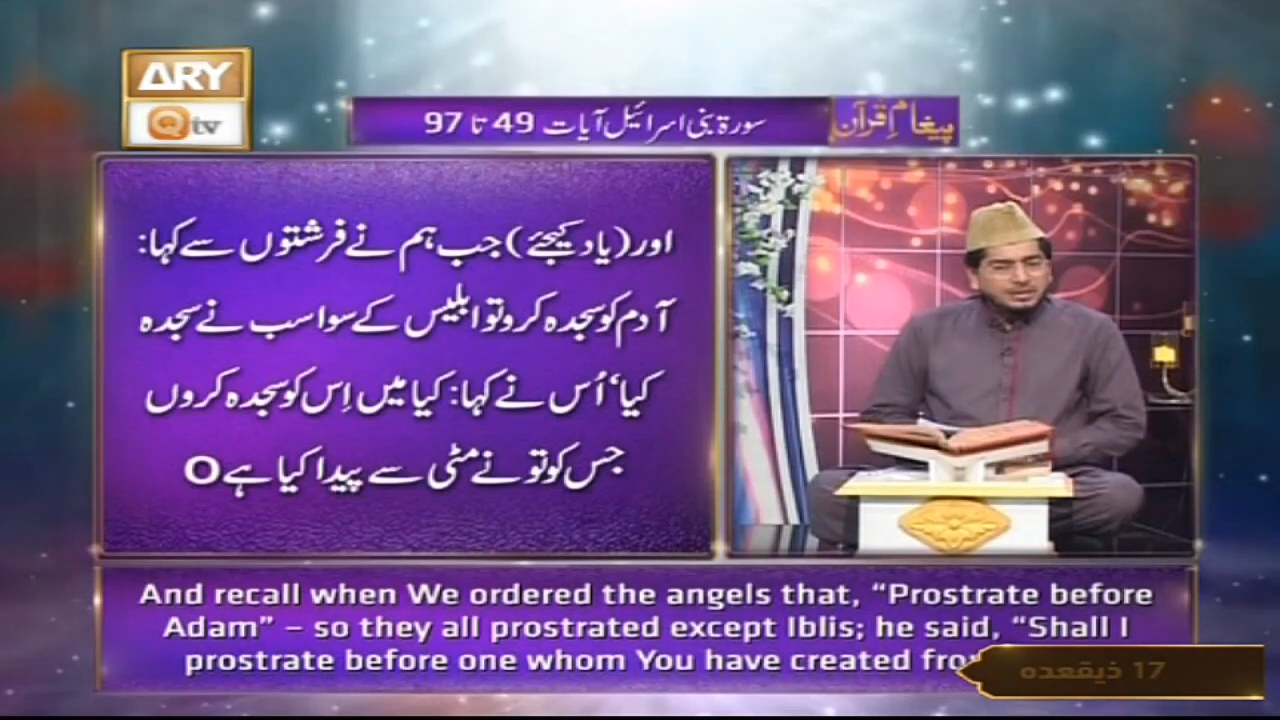 ARY
Qtv
پیغامِ قرآن
سورۃ بنی اسرائیل آیات 49 تا 97
اور (یاد کیجئے) جب ہم نے فرشتوں سے کہا:
آدم کو سجدہ کرو تو ابلیس کے سوا سب نے سجدہ
کیا، اُس نے کہا: کیا میں اِس کو سجدہ کروں
جس کو تو نے مٹی سے پیدا کیا ہے O
And recall when We ordered the angels that, “Prostrate before
Adam” – so they all prostrated except Iblis; he said, “Shall I
prostrate before one whom You have created
17 ذیقعدہ